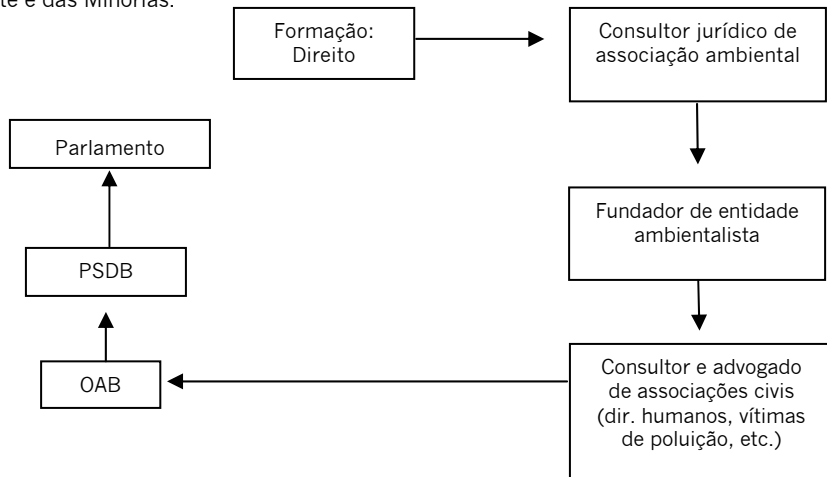 e das Minorias.
Formação:
Direito
Consultor jurídico de
associação ambiental
Parlamento
Fundador de entidade
ambientalista
PSDB
OAB
Consultor e advogado
de associações civis
(dir. humanos, vítimas
de poluição, etc.)